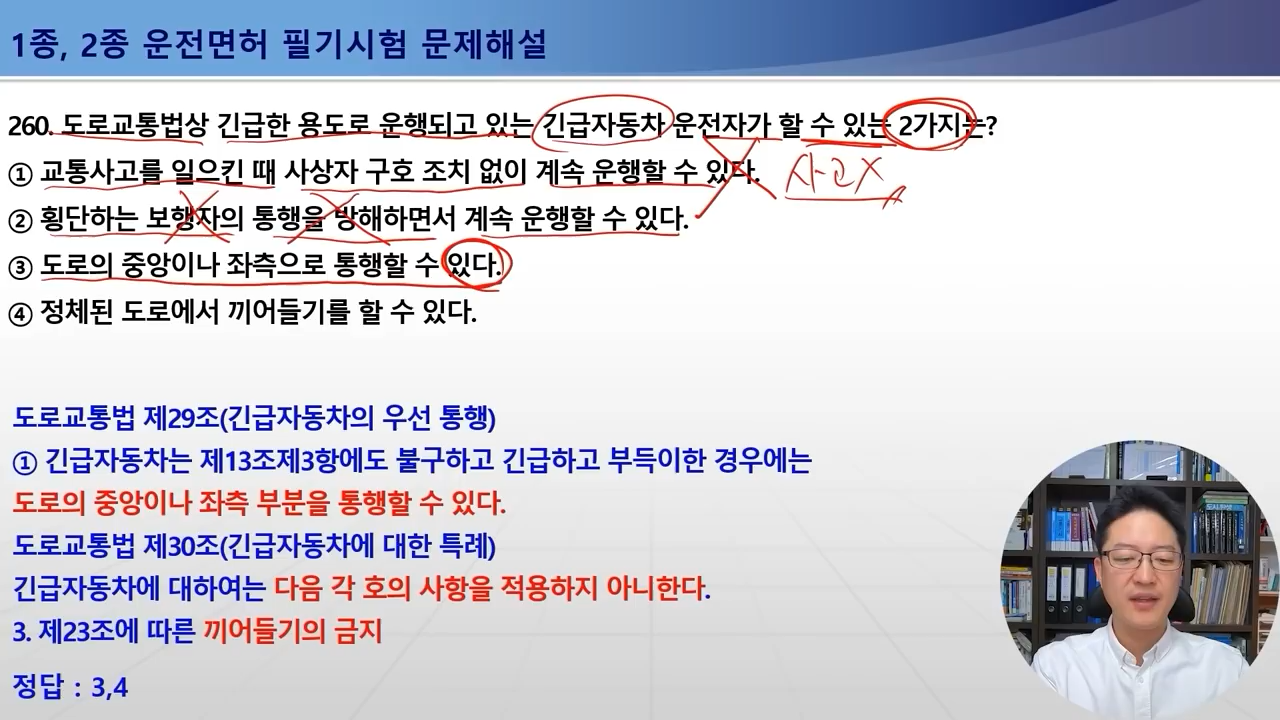 1종, 2종 운전면허 필기시험 문제해설
260. 도로교통법상 긴급한 용도로 운행되고 있는 긴급자동차 운전자가 할 수 있는 2가지는?
① 교통사고를 일으킨 때 사상자 구호 조치 없이 계속 운행할 수 있다.
사고X
② 횡단하는 보행자의 통행을 방해하면서 계속 운행할 수 있다.
③ 도로의 중앙이나 좌측으로 통행할 수 있다.
④ 정체된 도로에서 끼어들기를 할 수 있다.
도로교통법 제29조(긴급자동차의 우선 통행)
① 긴급자동차는 제13조제3항에도 불구하고 긴급하고 부득이한 경우에는
도로의 중앙이나 좌측 부분을 통행할 수 있다.
도로교통법 제30조(긴급자동차에 대한 특례)
긴급자동차에 대하여는 다음 각 호의 사항을 적용하지 아니한다.
3. 제23조에 따른 끼어들기의 금지
정답 : 3,4